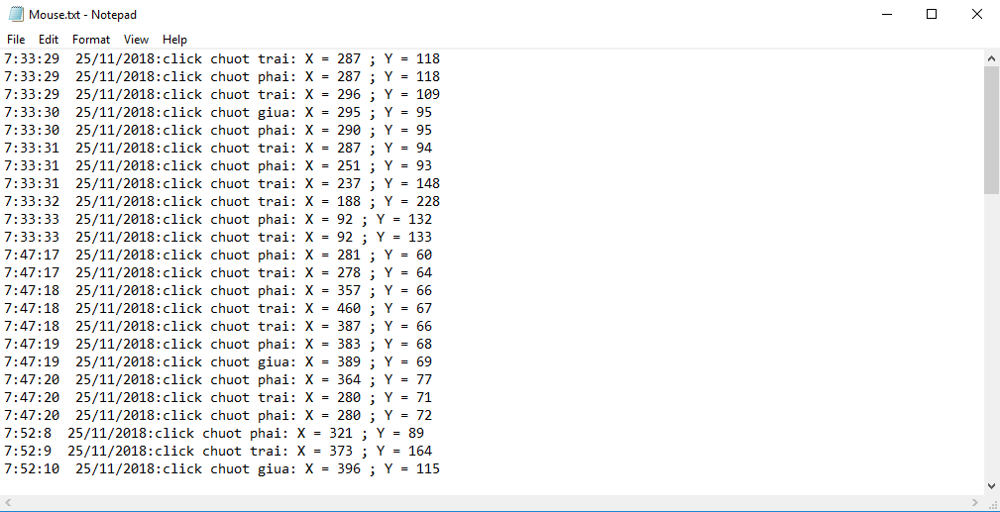 Mouse.txt - Notepad
File Edit Format View Help
7:33:29  25/11/2018:click chuot trai: X = 287 ; Y = 118
7:33:29  25/11/2018:click chuot phai: X = 287 ; Y = 118
7:33:29  25/11/2018:click chuot trai: X = 296 ; Y = 109
7:33:30  25/11/2018:click chuot giua: X = 295 ; Y = 95
7:33:30  25/11/2018:click chuot phai: X = 290 ; Y = 95
7:33:31  25/11/2018:click chuot trai: X = 287 ; Y = 94
7:33:31  25/11/2018:click chuot phai: X = 251 ; Y = 93
7:33:31  25/11/2018:click chuot trai: X = 237 ; Y = 148
7:33:32  25/11/2018:click chuot trai: X = 188 ; Y = 228
7:33:33  25/11/2018:click chuot phai: X = 92 ; Y = 132
7:33:33  25/11/2018:click chuot trai: X = 92 ; Y = 133
7:47:17  25/11/2018:click chuot phai: X = 281 ; Y = 60
7:47:17  25/11/2018:click chuot trai: X = 278 ; Y = 64
7:47:18  25/11/2018:click chuot phai: X = 357 ; Y = 66
7:47:18  25/11/2018:click chuot trai: X = 460 ; Y = 67
7:47:18  25/11/2018:click chuot trai: X = 387 ; Y = 66
7:47:19  25/11/2018:click chuot phai: X = 383 ; Y = 68
7:47:19  25/11/2018:click chuot giua: X = 389 ; Y = 69
7:47:20  25/11/2018:click chuot phai: X = 364 ; Y = 77
7:47:20  25/11/2018:click chuot trai: X = 280 ; Y = 71
7:47:20  25/11/2018:click chuot phai: X = 280 ; Y = 72
7:52:8  25/11/2018:click chuot phai: X = 321 ; Y = 89
7:52:9  25/11/2018:click chuot trai: X = 373 ; Y = 164
7:52:10  25/11/2018:click chuot giua: X = 396 ; Y = 115